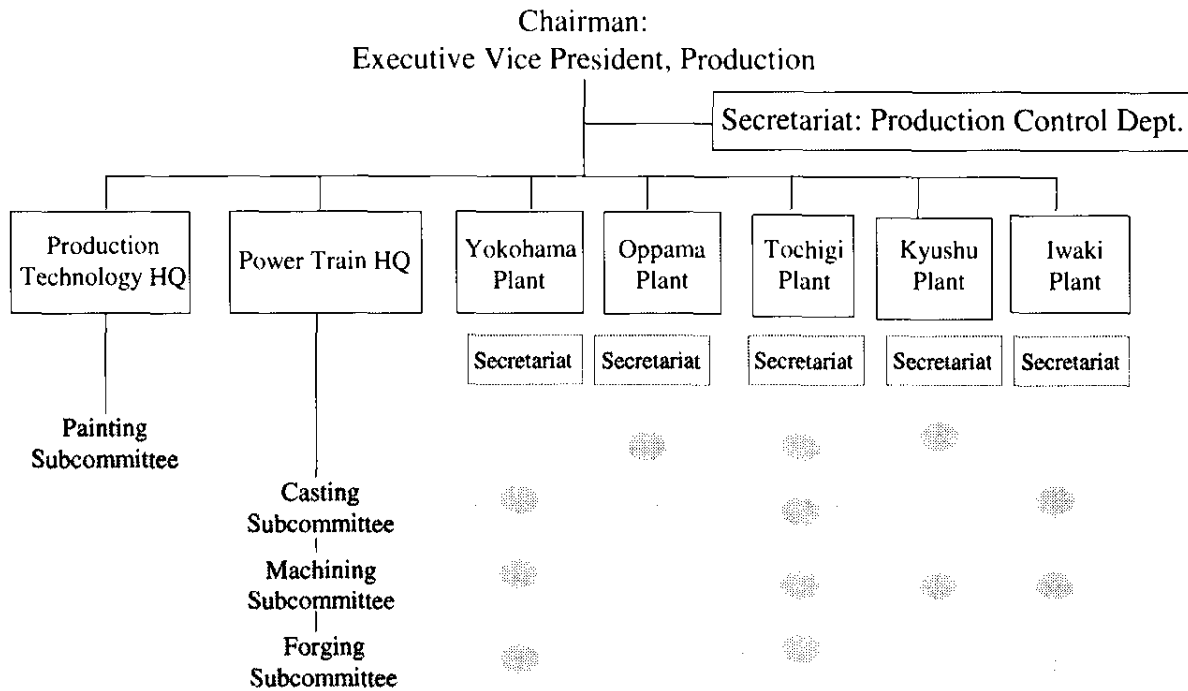 Chairman:
Executive Vice President, Production
Secretariat: Production Control Dept.
Production
Technology HQ
Power Train HQ
Yokohama
Plant
Oppama
Plant
Tochigi
Plant
Kyushu
Plant
Iwaki
Plant
Secretariat
Secretariat
Secretariat
Secretariat
Secretariat
Painting
Subcommittee
Casting
Subcommittee
Machining
Subcommittee
Forging
Subcommittee